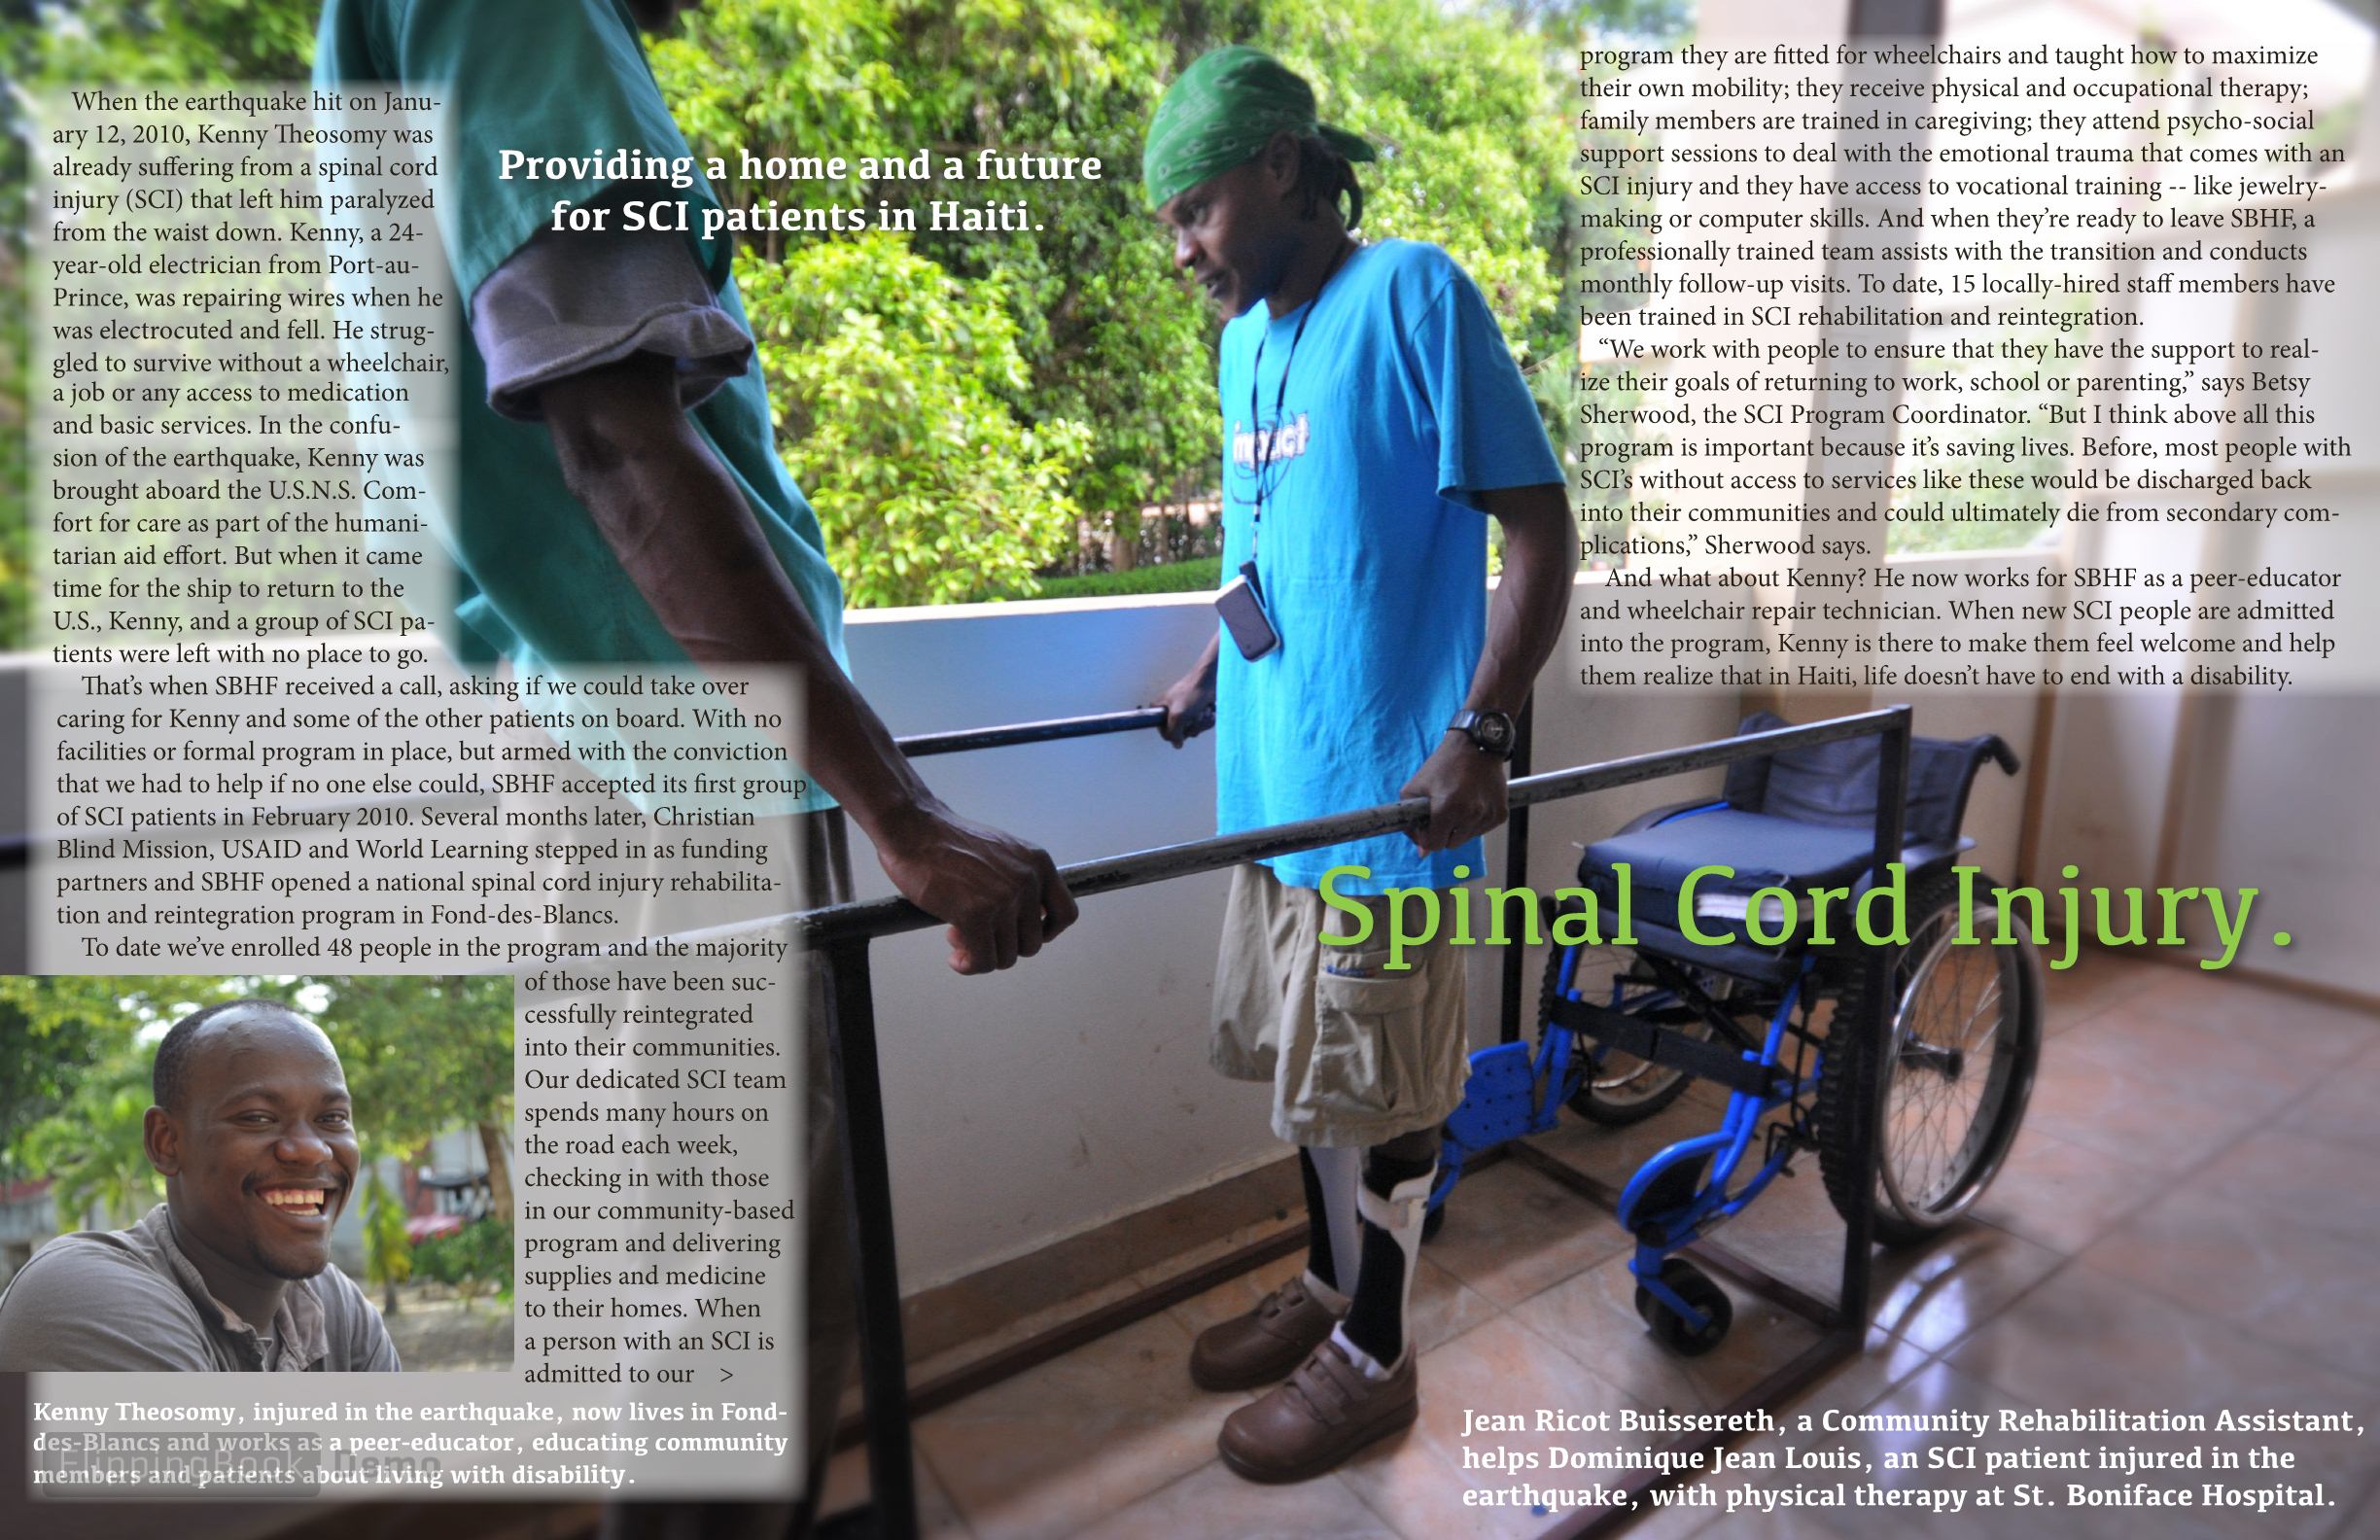 When the earthquake hit on Janu-
ary 12, 2010, Kenny Theosomy was
already suffering from a spinal cord
injury (SCI) that left him paralyzed
from the waist down. Kenny, a 24-
year-old electrician from Port-au-
Prince, was repairing wires when he
was electrocuted and fell. He strug-
gled to survive without a wheelchair,
a job or any access to medication
and basic services. In the confu-
sion of the earthquake, Kenny was
brought aboard the U.S.N.S. Com-
fort for care as part of the humani-
tarian aid effort. But when it came
time for the ship to return to the
U.S., Kenny, and a group of SCI pa-
tients were left with no place to go.
That's when SBHF received a call, asking if we could take over
caring for Kenny and some of the other patients on board. With no
facilities or formal program in place, but armed with the conviction
that we had to help if no one else could, SBHF accepted its first group
of SCI patients in February 2010. Several months later, Christian
Blind Mission, USAID and World Learning stepped in as funding
partners and SBHF opened a national spinal cord injury rehabilita-
tion and reintegration program in Fond-des-Blancs.
To date we've enrolled 48 people in the program and the majority
of those have been suc-
cessfully reintegrated
into their communities.
Our dedicated SCI team
spends many hours on
the road each week,
checking in with those
in our community-based
program and delivering
supplies and medicine
to their homes. When
a person with an SCI is
admitted to our >
Kenny Theosomy, injured in the earthquake, now lives in Fond-
des-Blancs and works as a peer-educator, educating community
members and patients about living with disability.
FlippingBook Demo
Providing a home and a future
for SCI patients in Haiti.
impact
program they are fitted for wheelchairs and taught how to maximize
their own mobility; they receive physical and occupational therapy;
family members are trained in caregiving; they attend psycho-social
support sessions to deal with the emotional trauma that comes with an
SCI injury and they have access to vocational training -- like jewelry-
making or computer skills. And when they're ready to leave SBHF, a
professionally trained team assists with the transition and conducts
monthly follow-up visits. To date, 15 locally-hired staff members have
been trained in SCI rehabilitation and reintegration.
“We work with people to ensure that they have the support to real-
ize their goals of returning to work, school or parenting,” says Betsy
Sherwood, the SCI Program Coordinator. “But I think above all this
program is important because it's saving lives. Before, most people with
SCI's without access to services like these would be discharged back
into their communities and could ultimately die from secondary com-
plications,” Sherwood says.
And what about Kenny? He now works for SBHF as a peer-educator
and wheelchair repair technician. When new SCI people are admitted
into the program, Kenny is there to make them feel welcome and help
them realize that in Haiti, life doesn't have to end with a disability.
Spinal Cord Injury.
Jean Ricot Buissereth, a Community Rehabilitation Assistant,
helps Dominique Jean Louis, an SCI patient injured in the
earthquake, with physical therapy at St. Boniface Hospital.